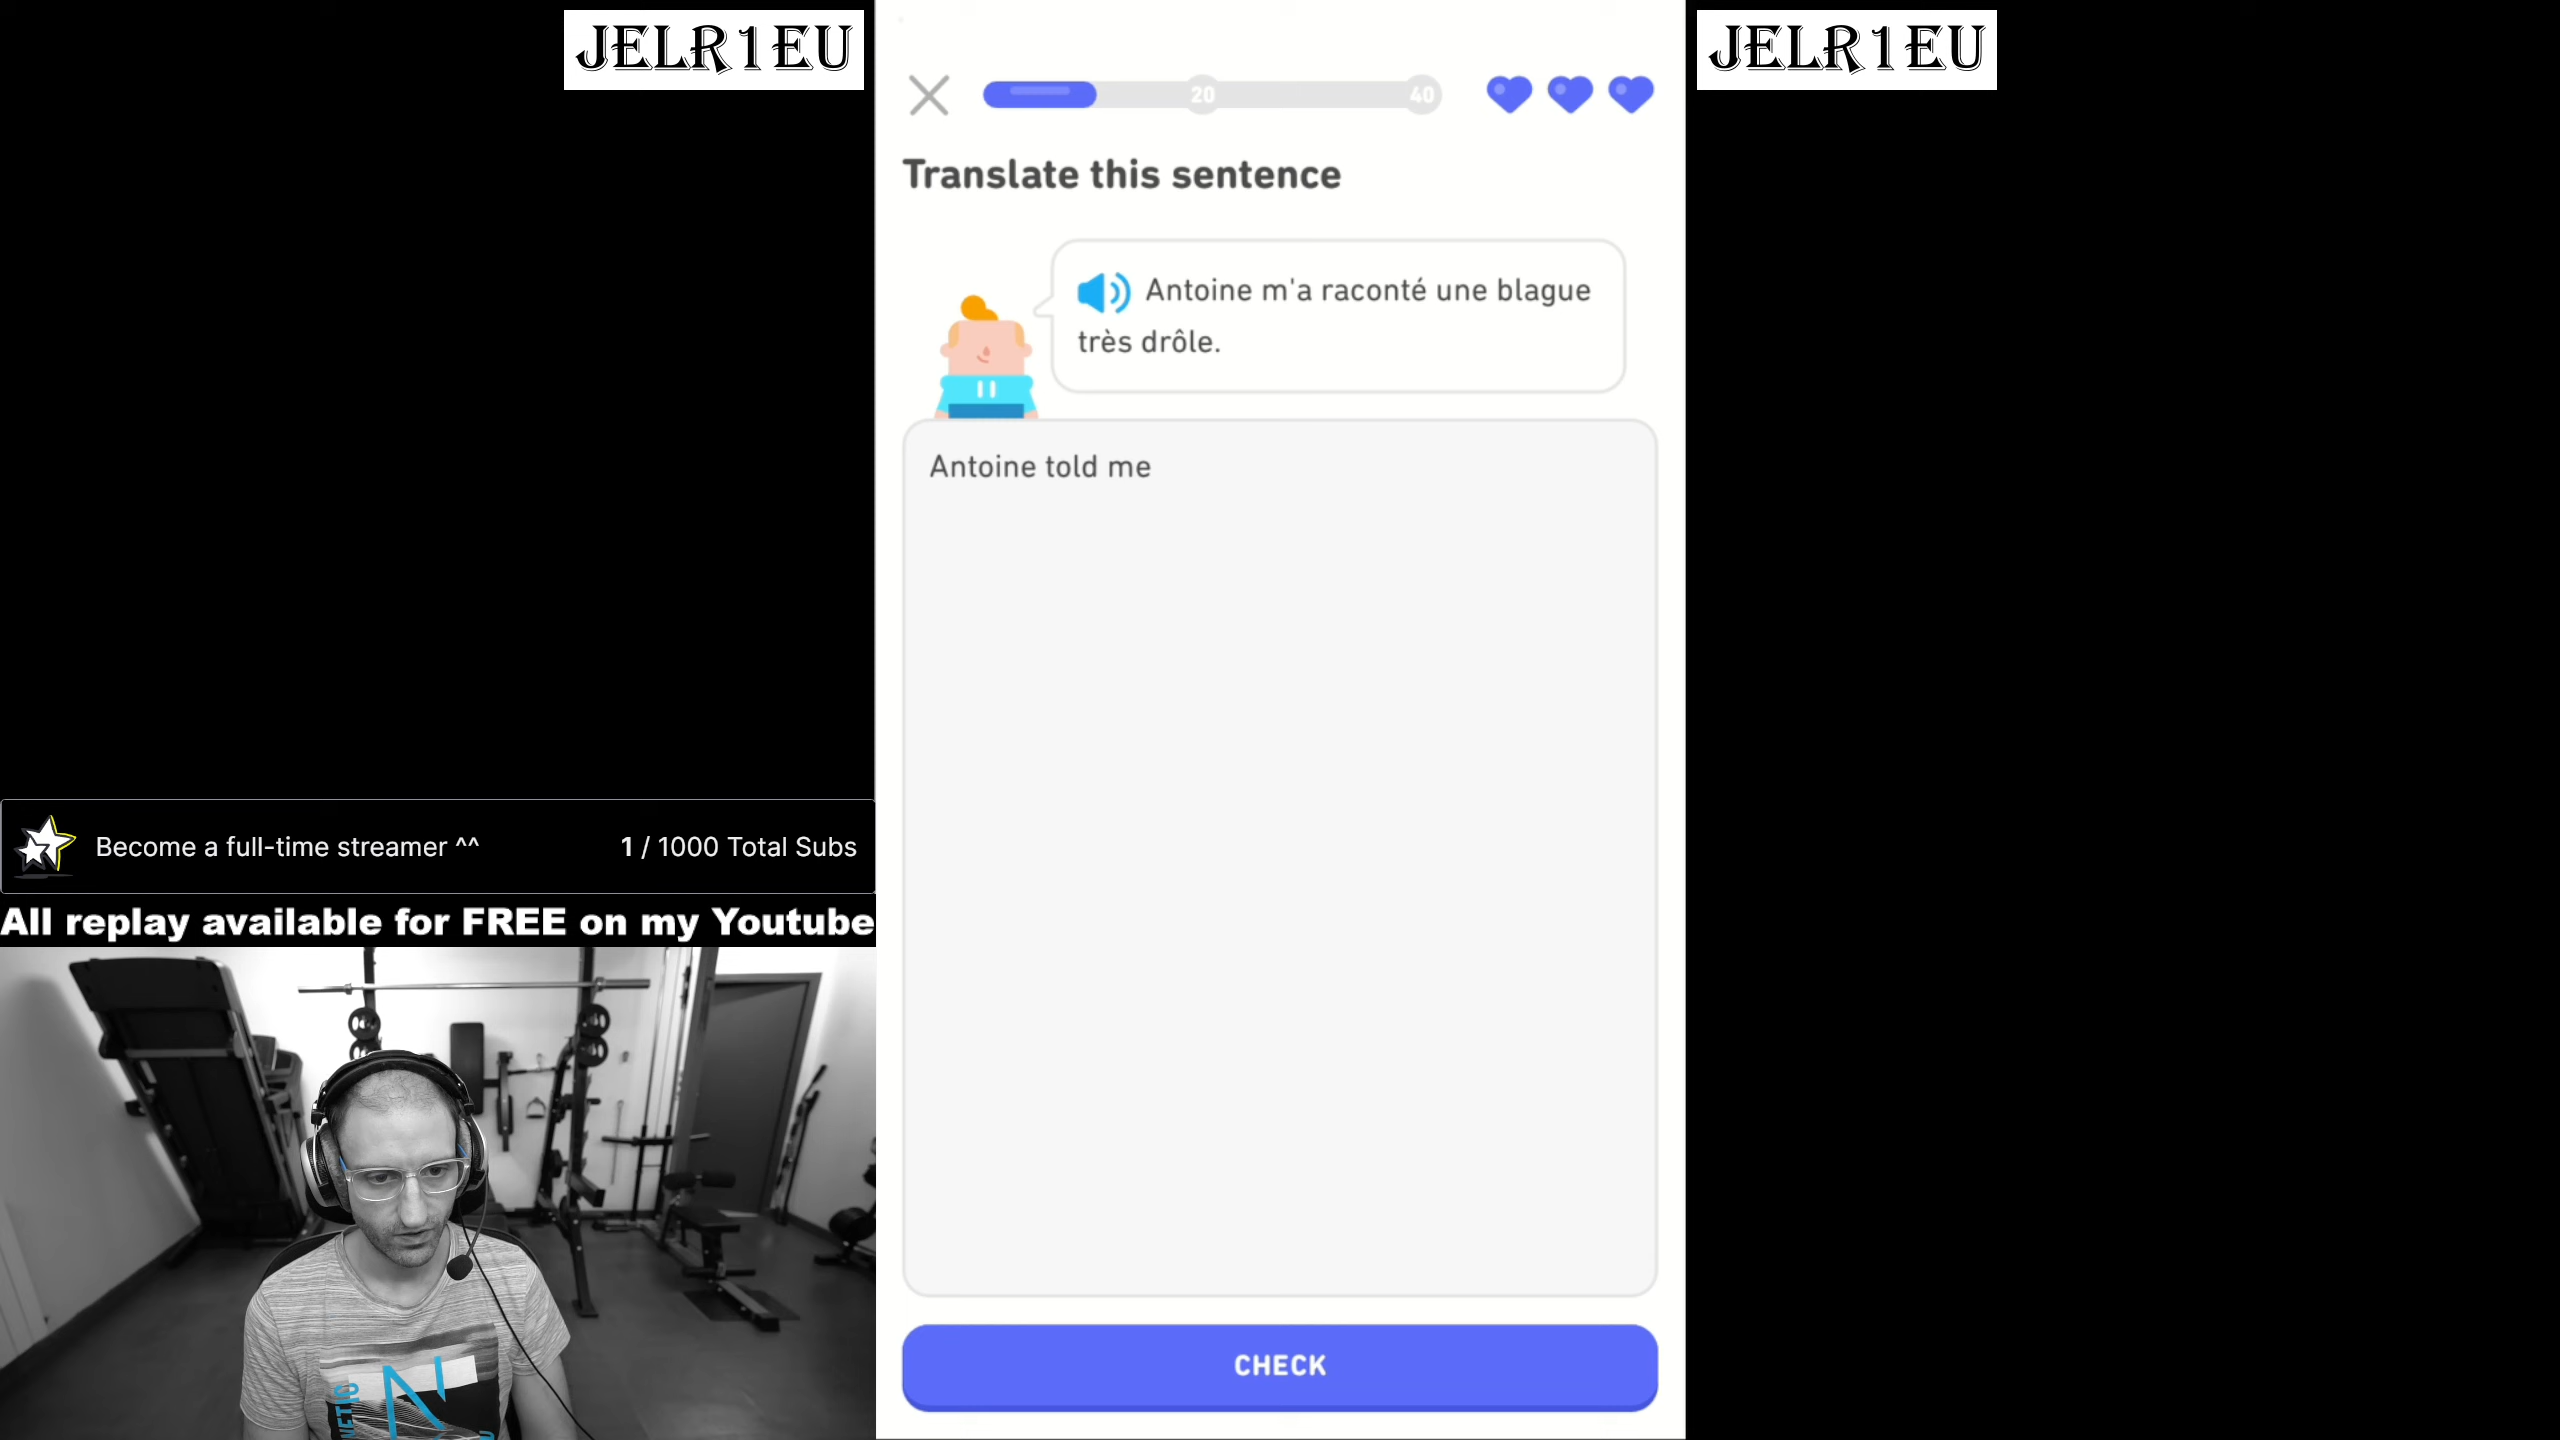 JELR1EU
JELR1EU
20
40
Translate this sentence
Antoine m'a raconté une blague
très drôle.
Antoine told me
Become a full-time streamer ^^
1 / 1000 Total Subs
All replay available for FREE on my Youtube
CHECK